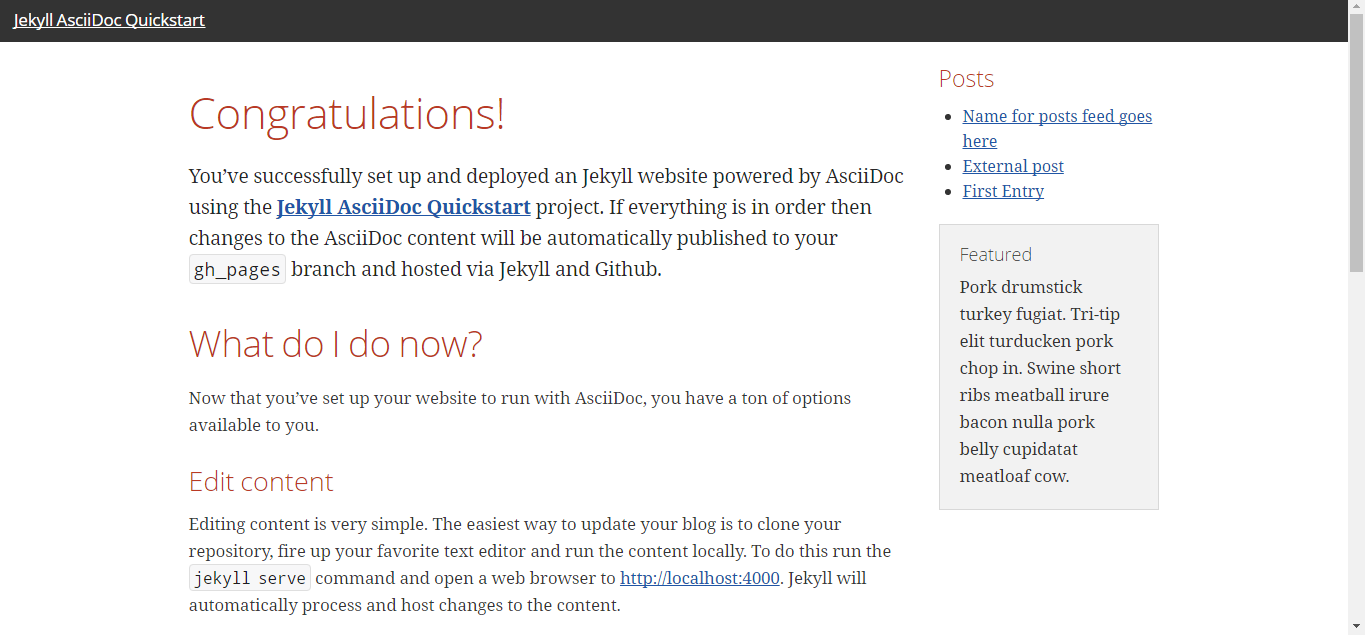 Jekyll AsciiDoc Quickstart
Congratulations!
You’ve successfully set up and deployed an Jekyll website powered by AsciiDoc
using the Jekyll AsciiDoc Quickstart project. If everything is in order then
changes to the AsciiDoc content will be automatically published to your
gh_pages branch and hosted via Jekyll and Github.
What do I do now?
Now that you’ve set up your website to run with AsciiDoc, you have a ton of options
available to you.
Edit content
Editing content is very simple. The easiest way to update your blog is to clone your
repository, fire up your favorite text editor and run the content locally. To do this run the
jekyll serve command and open a web browser to http://localhost:4000. Jekyll will
automatically process and host changes to the content.
Posts
Name for posts feed goes
here
External post
First Entry
Featured
Pork drumstick
turkey fugiat. Tri-tip
elit turducken pork
chop in. Swine short
ribs meatball irure
bacon nulla pork
belly cupidatat
meatloaf cow.